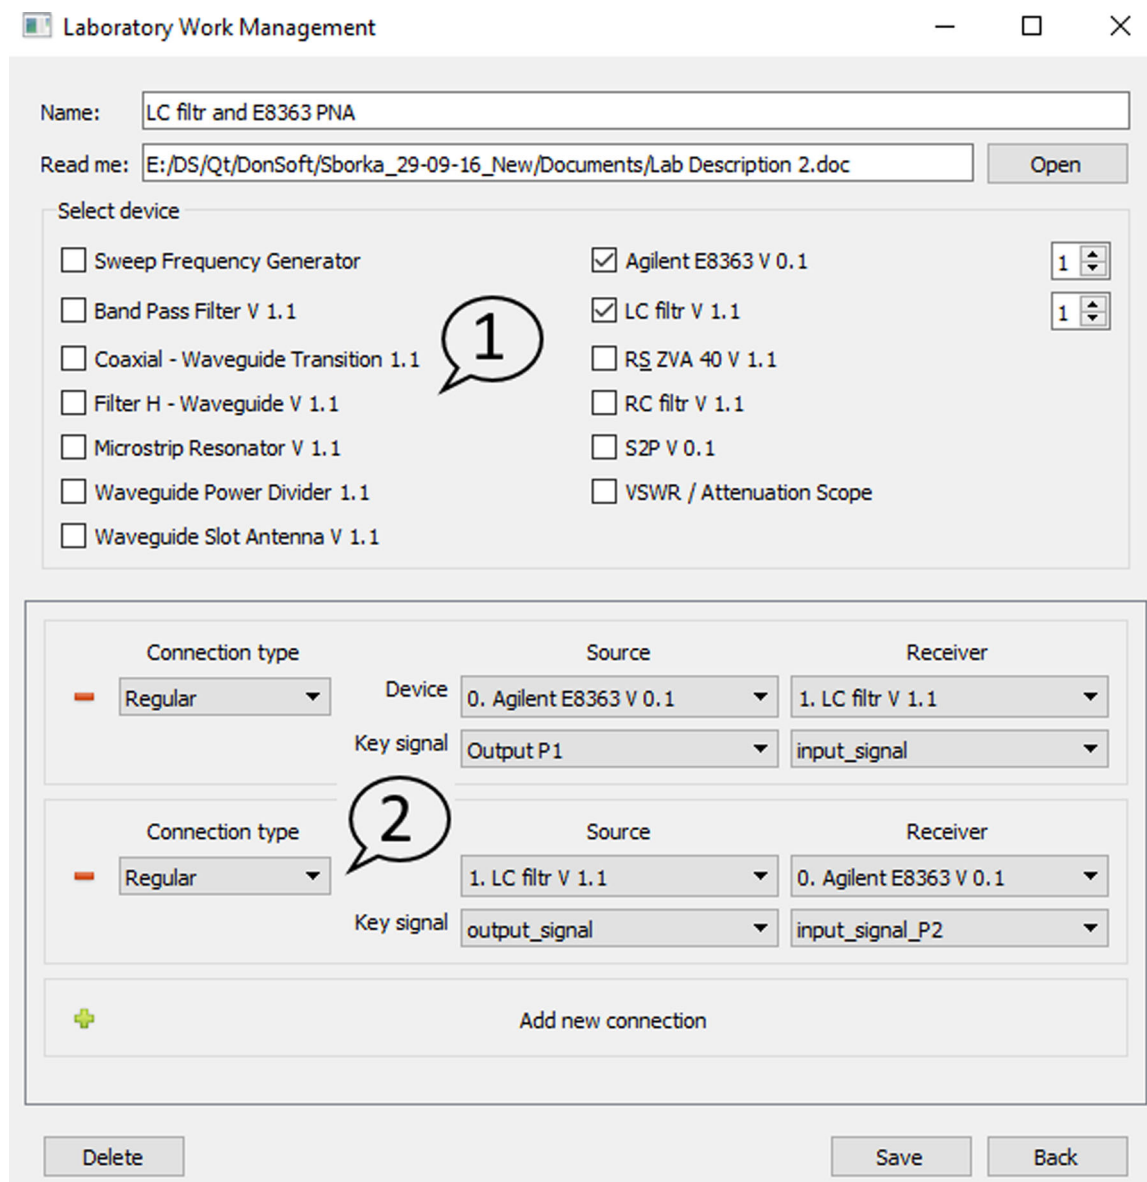 Laboratory Work Management
Name: LC filtr and E8363 PNA
Read me: E:/DS/Qt/DonSoft/Sborka_29-09-16_New/Documents/Lab Description 2.doc Open
Select device
Sweep Frequency Generator Agilent E8363 V 0.1 1
Band Pass Filter V 1.1 LC filtr V 1.1 1
1
Coaxial - Waveguide Transition 1.1 RS ZVA 40 V 1.1
Filter H - Waveguide V 1.1 RC filtr V 1.1
Microstrip Resonator V 1.1 S2P V 0.1
Waveguide Power Divider 1.1 VSWR / Attenuation Scope
Waveguide Slot Antenna V 1.1
Connection type Source Receiver
Regular Device 0. Agilent E8363 V 0.1 1. LC filtr V 1.1
Key signal Output P1 input_signal
2
Connection type Source Receiver
Regular 1. LC filtr V 1.1 0. Agilent E8363 V 0.1
Key signal output_signal input_signal_P2
Add new connection
Delete Save Back